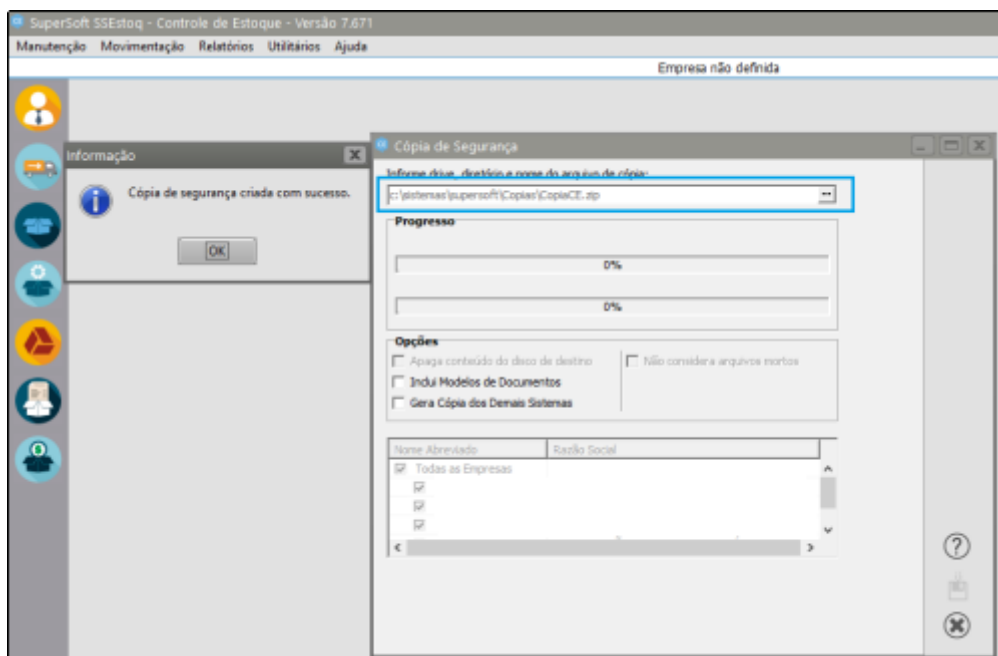 SuperSoft SSEstoq - Controle de Estoque - Versão 7.671
Manutenção Movimentação Relatórios Utilitários Ajuda
Empresa não definida
Informação
Cópia de segurança criada com sucesso.
OK
Cópia de Segurança
Informe drive, diretório e nome do arquivo de cópia:
c:\sistemas\supersoft\Copias\CopiaCE.zip
Progresso
0%
0%
Opções
Apaga conteúdo do disco de destino
Não considera arquivos mortos
Inclui Modelos de Documentos
Gera Cópia dos Demais Sistemas
Nome Abreviado Razão Social
Todas as Empresas